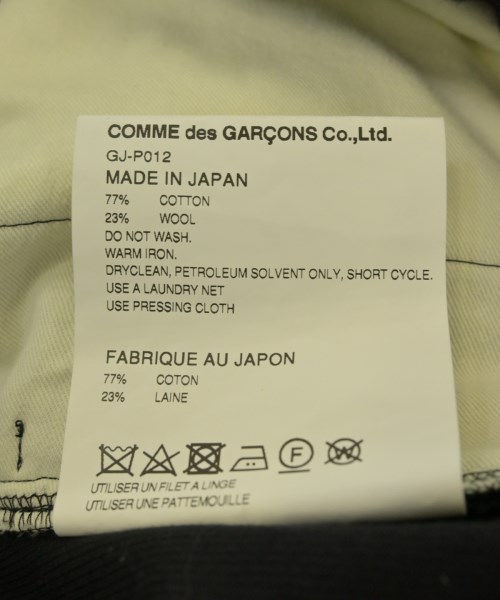 COMME des GARÇONS Co.,Ltd.
GJ-P012
MADE IN JAPAN
77% COTTON
23% WOOL
DO NOT WASH.
WARM IRON.
DRYCLEAN, PETROLEUM SOLVENT ONLY, SHORT CYCLE.
USE A LAUNDRY NET
USE PRESSING CLOTH
FABRIQUE AU JAPON
77% COTON
23% LAINE
F W
UTILISER UN FILET A LINGE
UTILISER UNE PATTEMOUILLE